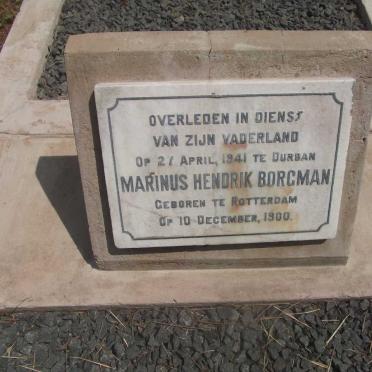 OVERLEDEN IN DIENST
VAN ZIJN VADERLAND
OP 27 APRIL, 1941 TE DURBAN
MARINUS HENDRIK BORGMAN
GEBOREN TE ROTTERDAM
OP 10 DECEMBER, 1900.